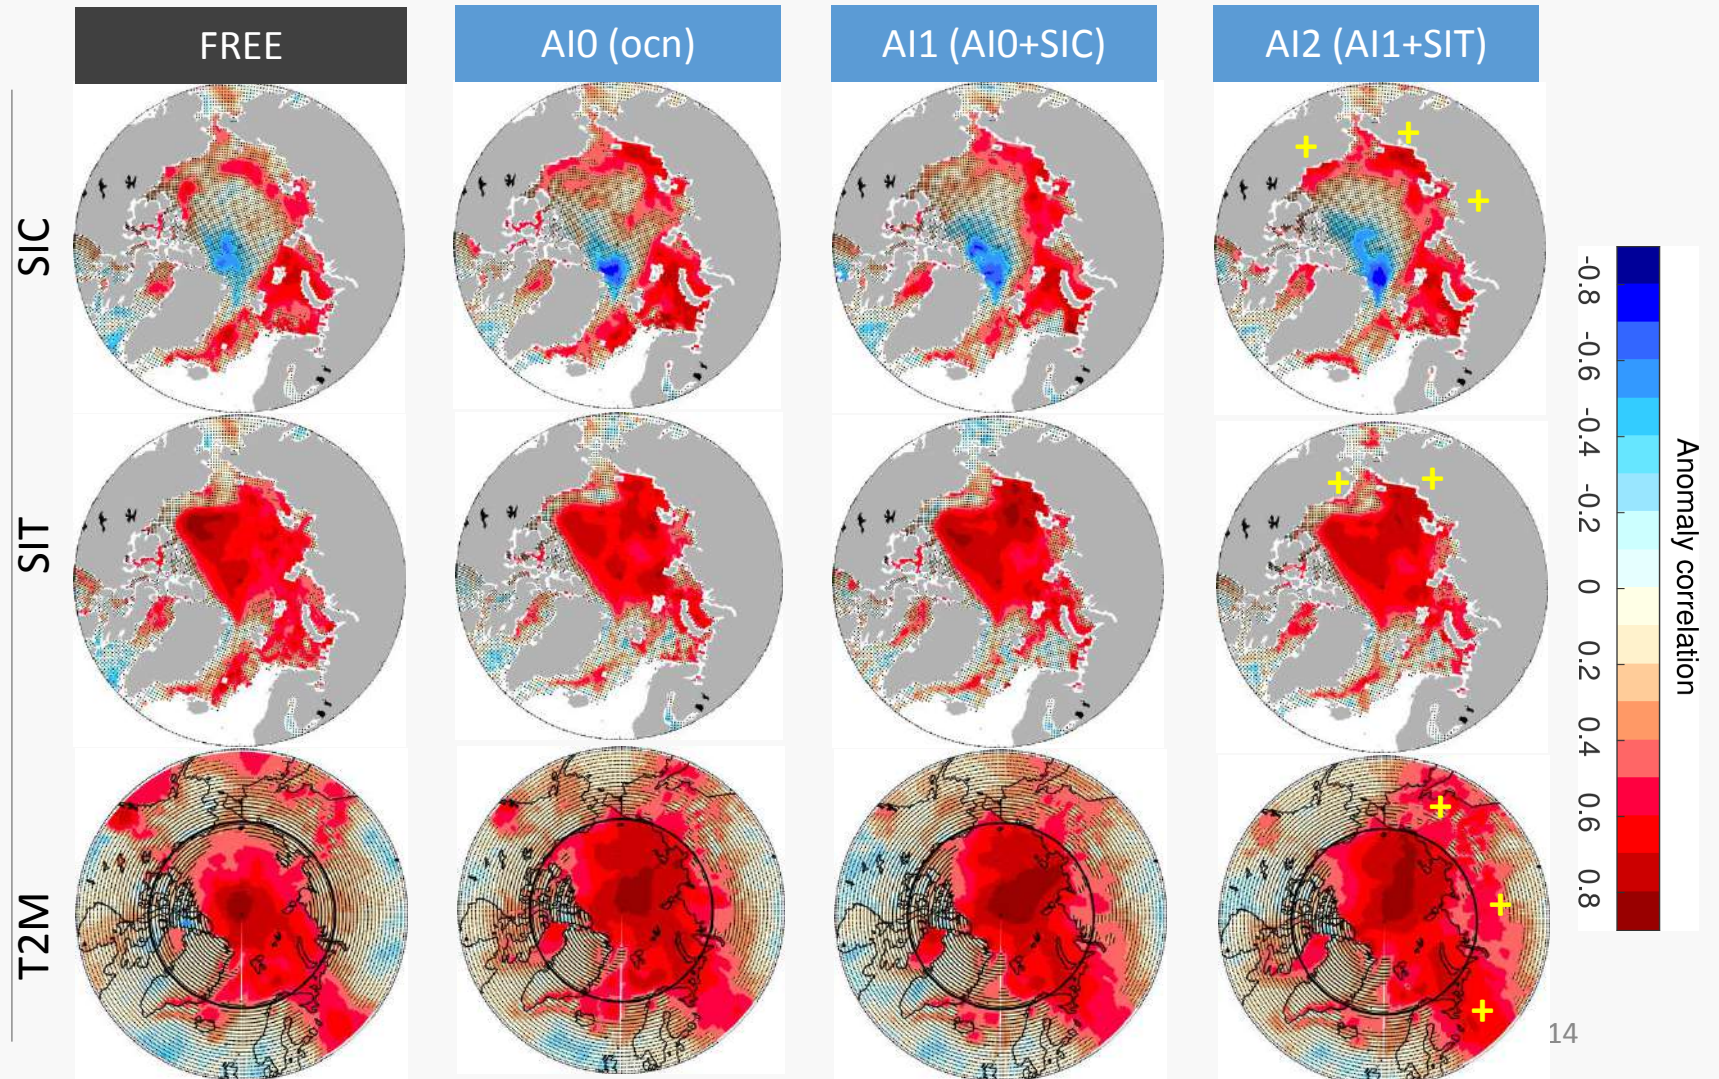 FREE
AI0 (ocn)
AI1 (AI0+SIC)
AI2 (AI1+SIT)
SIC
SIT
T2M
-0.8
-0.6
-0.4
-0.2
0
0.2
0.4
0.6
0.8
Anomaly correlation
14